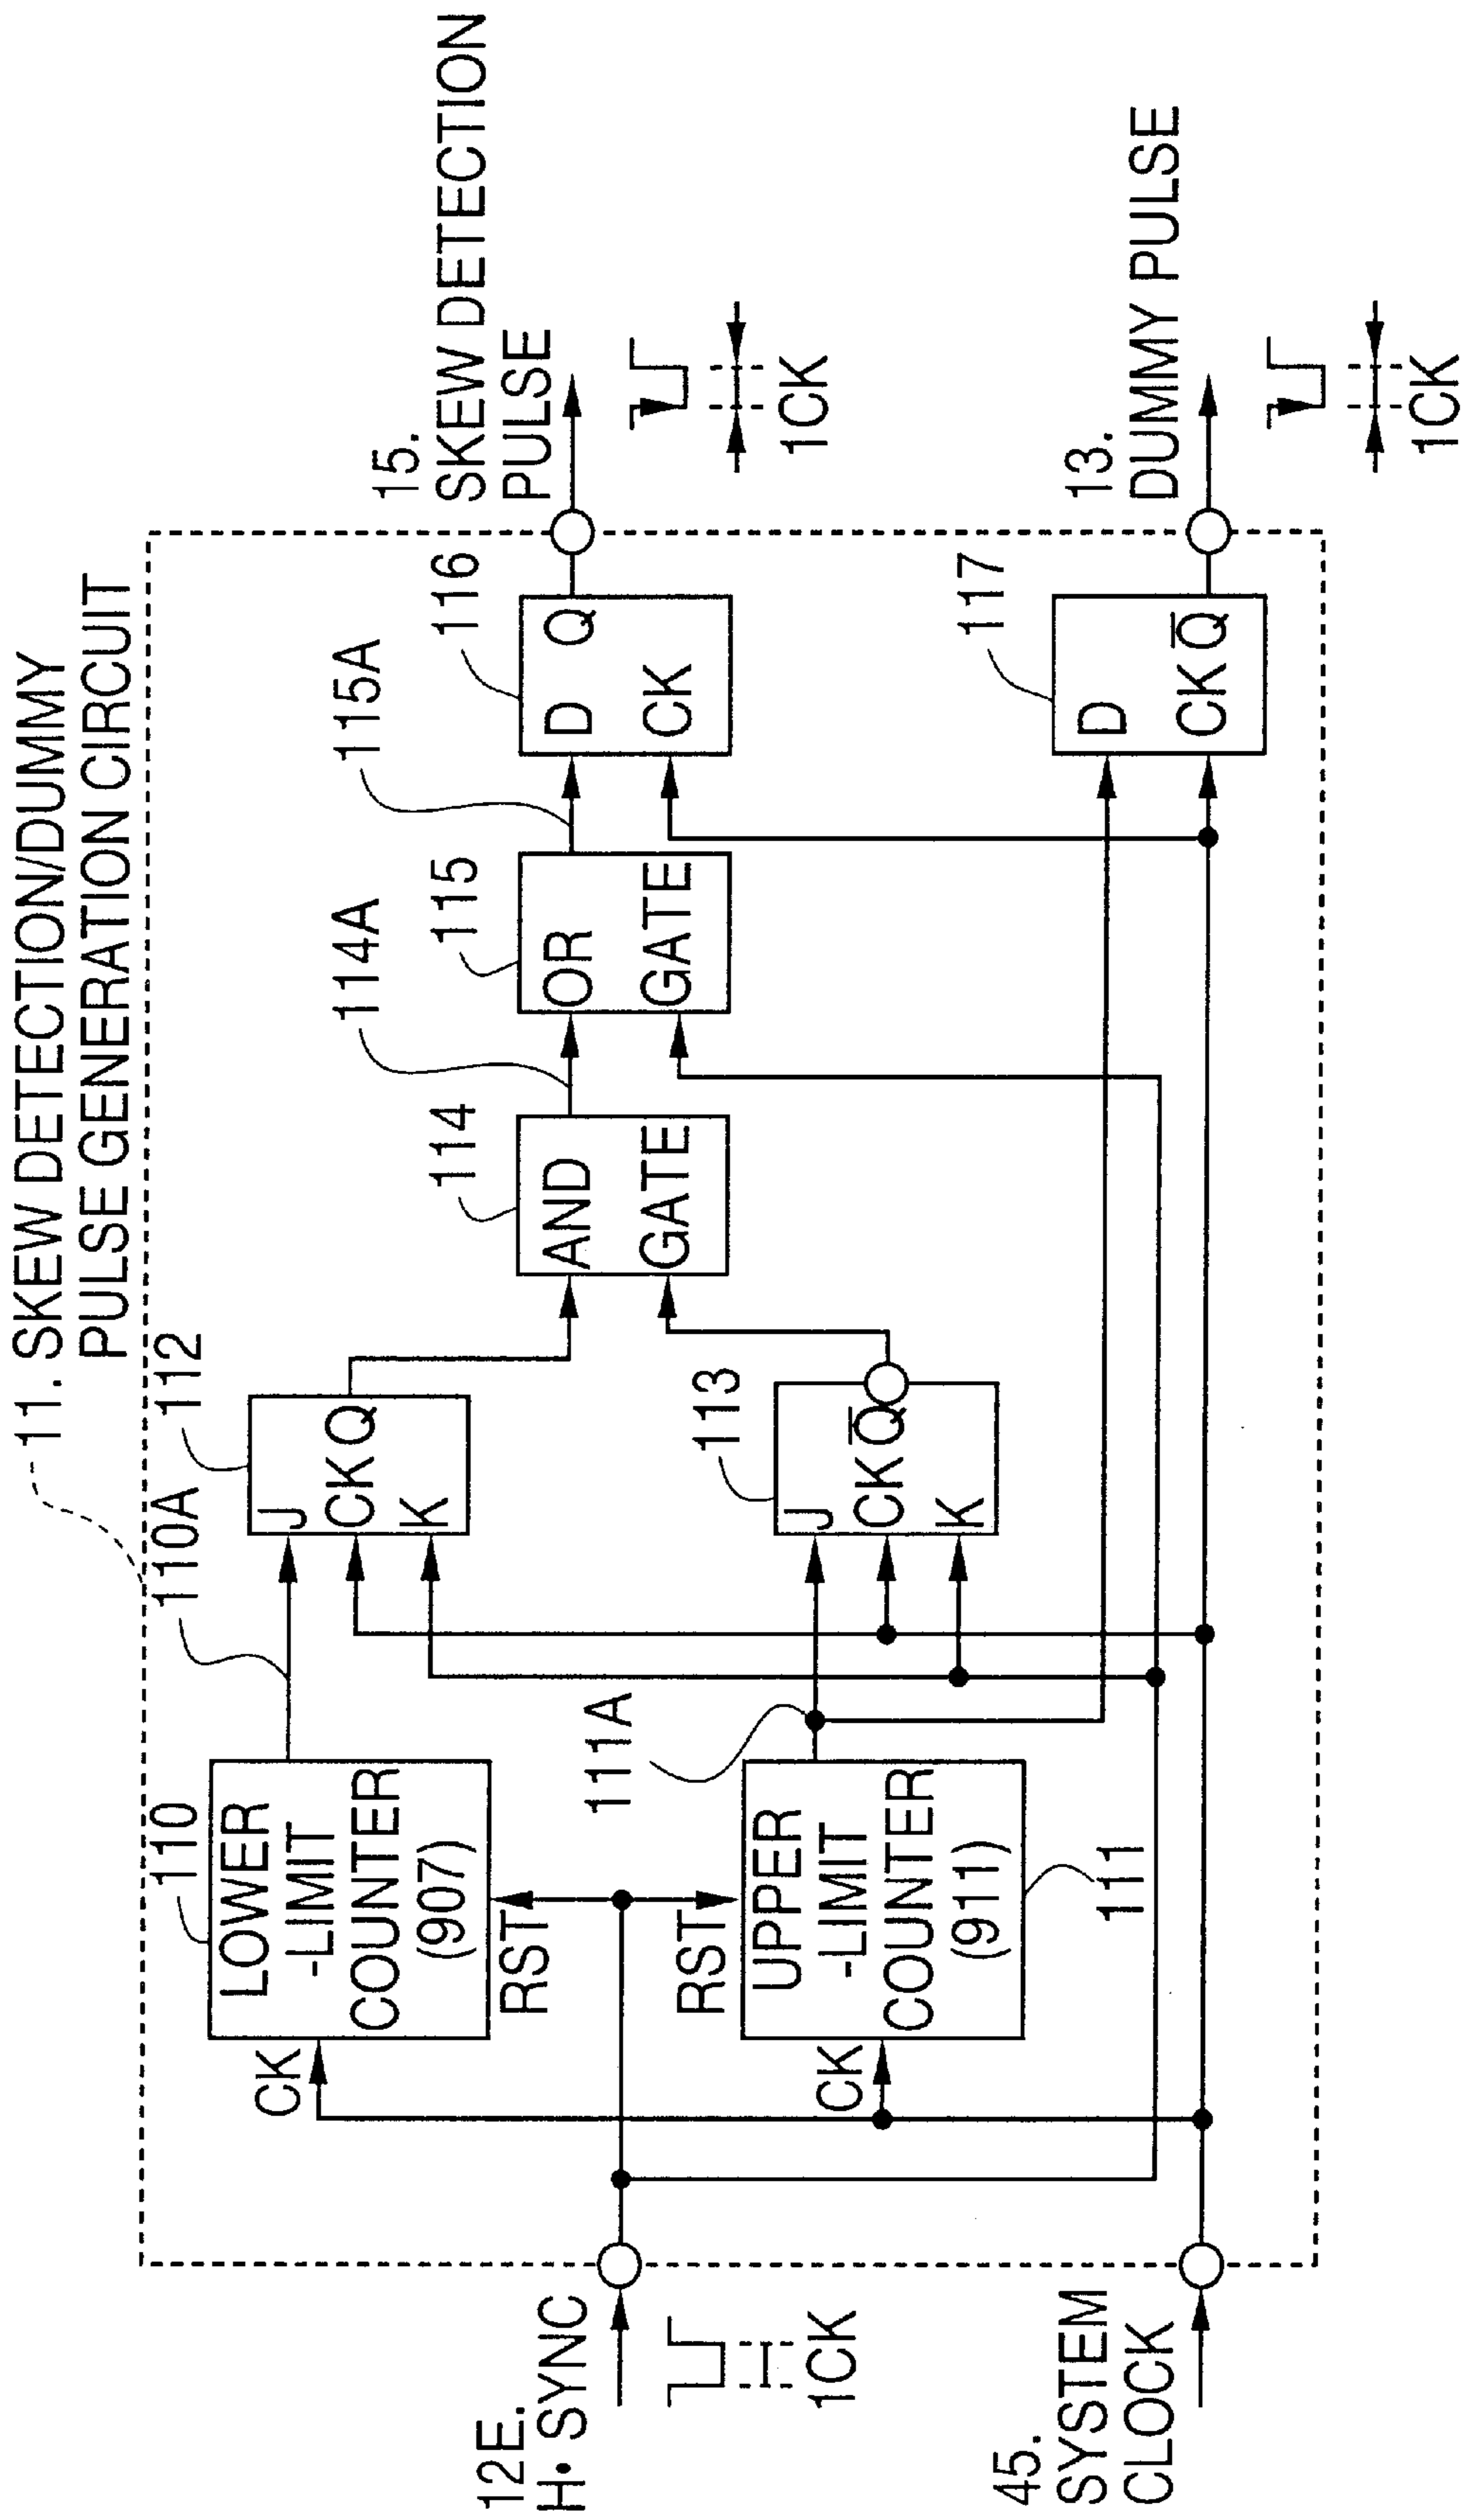 11. SKEW DETECTION/DUMMY
PULSE GENERATION CIRCUIT
12E.
H• SYNC
1CK
45.
SYSTEM
CLOCK
110
LOWER
-LIMIT
COUNTER
(907)
CK
RST
110A
RST
UPPER
-LIMIT
COUNTER
(911)
CK
111
111A
112
J
CK Q
K
113
J
CK Q̅
K
114
AND
GATE
114A
115
OR
GATE
115A
116
D Q
CK
117
D
CK Q̅
15.
SKEW DETECTION
PULSE
1CK
13.
DUMMY PULSE
1CK